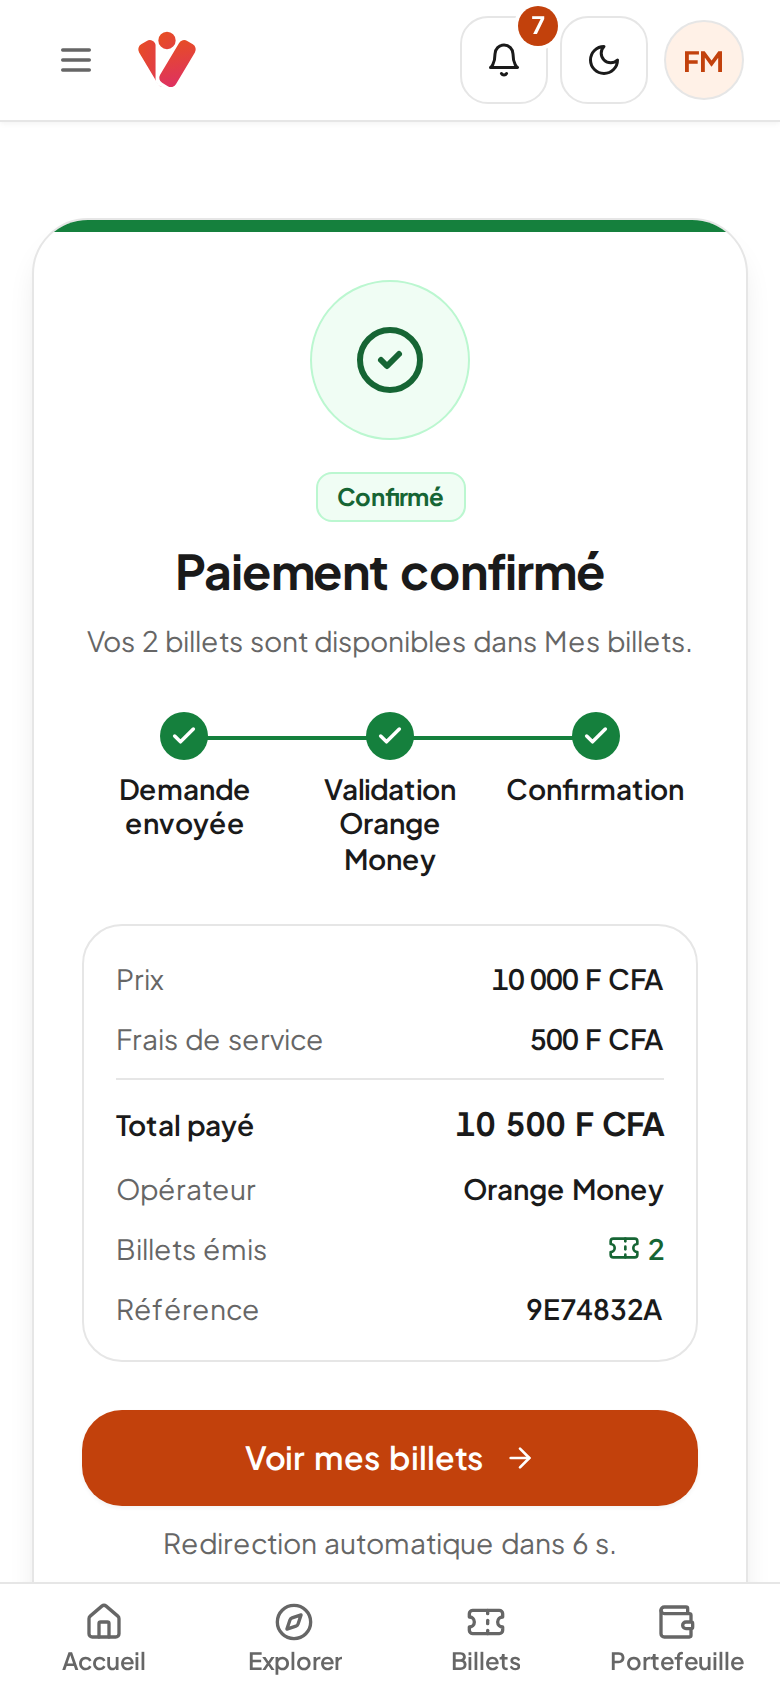 7
FM
Confirmé
Paiement confirmé
Vos 2 billets sont disponibles dans Mes billets.
Demande
envoyée
Validation
Orange
Money
Confirmation
Prix 10 000 F CFA
Frais de service 500 F CFA
Total payé 10 500 F CFA
Opérateur Orange Money
Billets émis 2
Référence 9E74832A
Voir mes billets →
Redirection automatique dans 6 s.
Accueil Explorer Billets Portefeuille